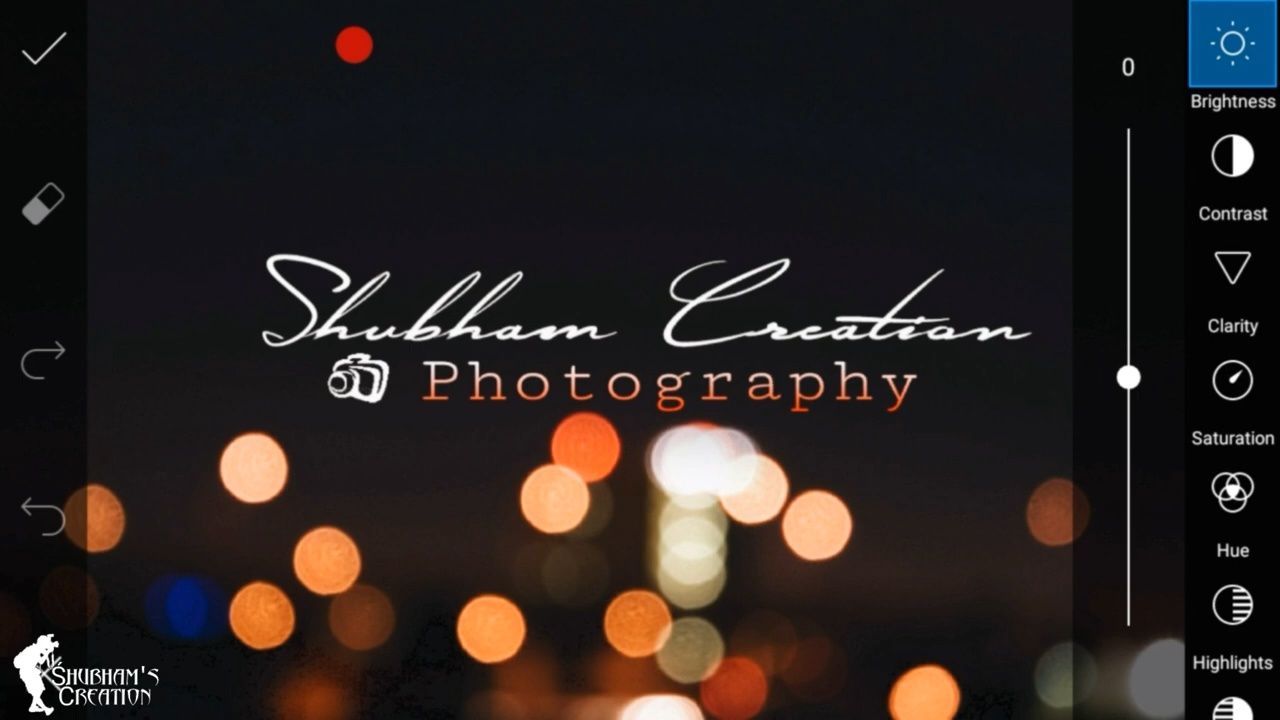 0
Brightness
Contrast
Clarity
Saturation
Hue
Highlights
Shubham Creation
Photography
SHUBHAM'S
CREATION